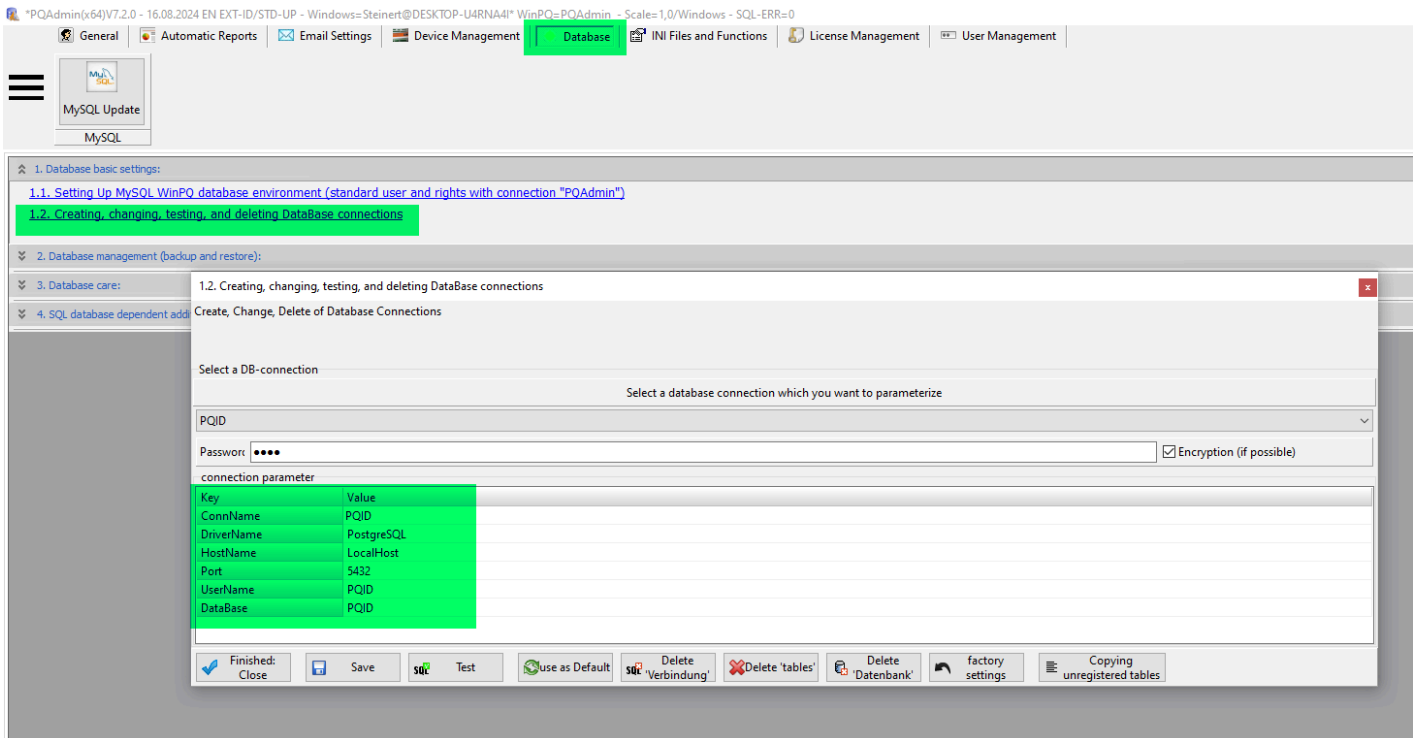 *PQAdmin(x64)V7.2.0 - 16.08.2024 EN EXT-ID/STD-UP - Windows=Steinert@DESKTOP-U4RNA4I* WinPQ=PQAdmin - Scale=1,0/Windows - SQL-ERR=0
General Automatic Reports Email Settings Device Management Database INI Files and Functions License Management User Management
MySQL
MySQL Update
MySQL
1. Database basic settings:
1.1. Setting Up MySQL WinPQ database environment (standard user and rights with connection "PQAdmin")
1.2. Creating, changing, testing, and deleting DataBase connections
2. Database management (backup and restore):
3. Database care:
4. SQL database dependent addi
1.2. Creating, changing, testing, and deleting DataBase connections
x
Create, Change, Delete of Database Connections
Select a DB-connection
Select a database connection which you want to parameterize
PQID
Passwort •••• Encryption (if possible)
connection parameter
Key Value
ConnName PQID
DriverName PostgreSQL
HostName LocalHost
Port 5432
UserName PQID
DataBase PQID
Finished: Close
Save
SQL Test
use as Default
SQL Delete 'Verbindung'
Delete 'tables'
Delete 'Datenbank'
factory settings
Copying unregistered tables